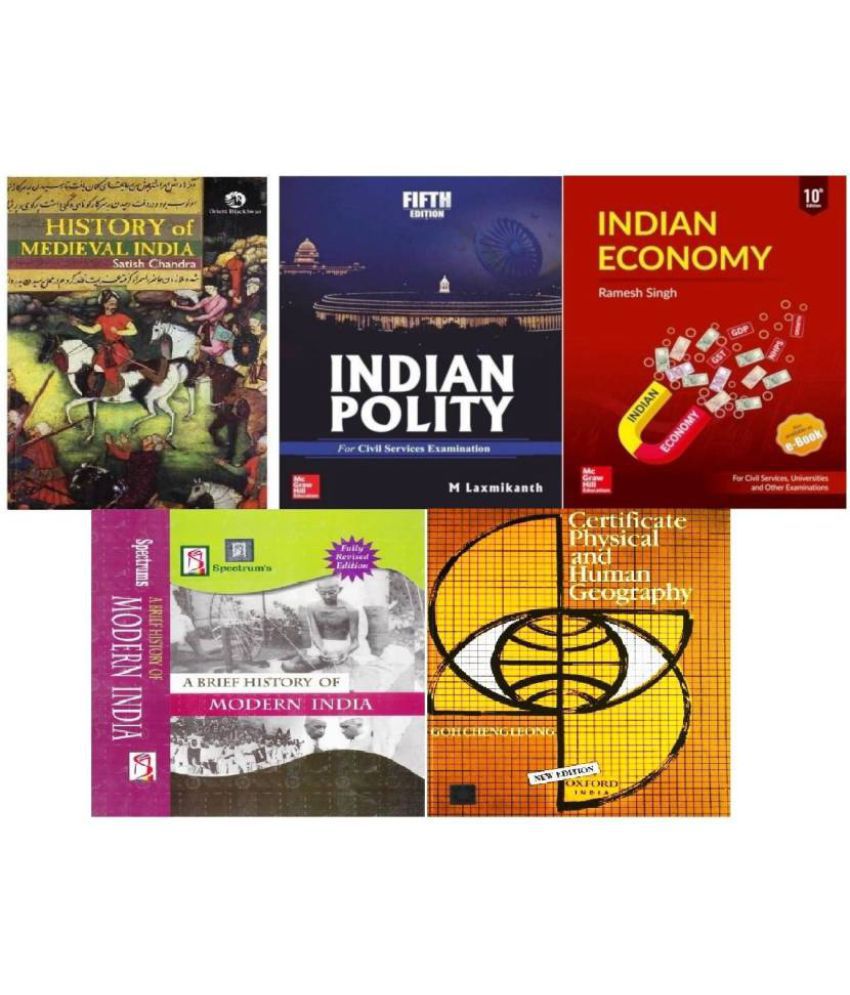 HISTORY of
MEDIEVAL INDIA
Satish Chandra
Orient BlackSwan
FIFTH
EDITION
INDIAN
POLITY
For Civil Services Examination
Mc
Graw
Hill
Education
M Laxmikanth
10th
Edition
INDIAN
ECONOMY
Ramesh Singh
GDP
GST
NHPS
INDIAN
ECONOMY
e-Book
Mc
Graw
Hill
Education
For Civil Services, Universities
and Other Examinations
Spectrums
A BRIEF HISTORY OF
MODERN INDIA
Spectrum's
Fully
Revised
Edition
A BRIEF HISTORY OF
MODERN INDIA
Certificate
Physical
and
Human
Geography
GOH CHENG LEONG
NEW EDITION
OXFORD
INDIA